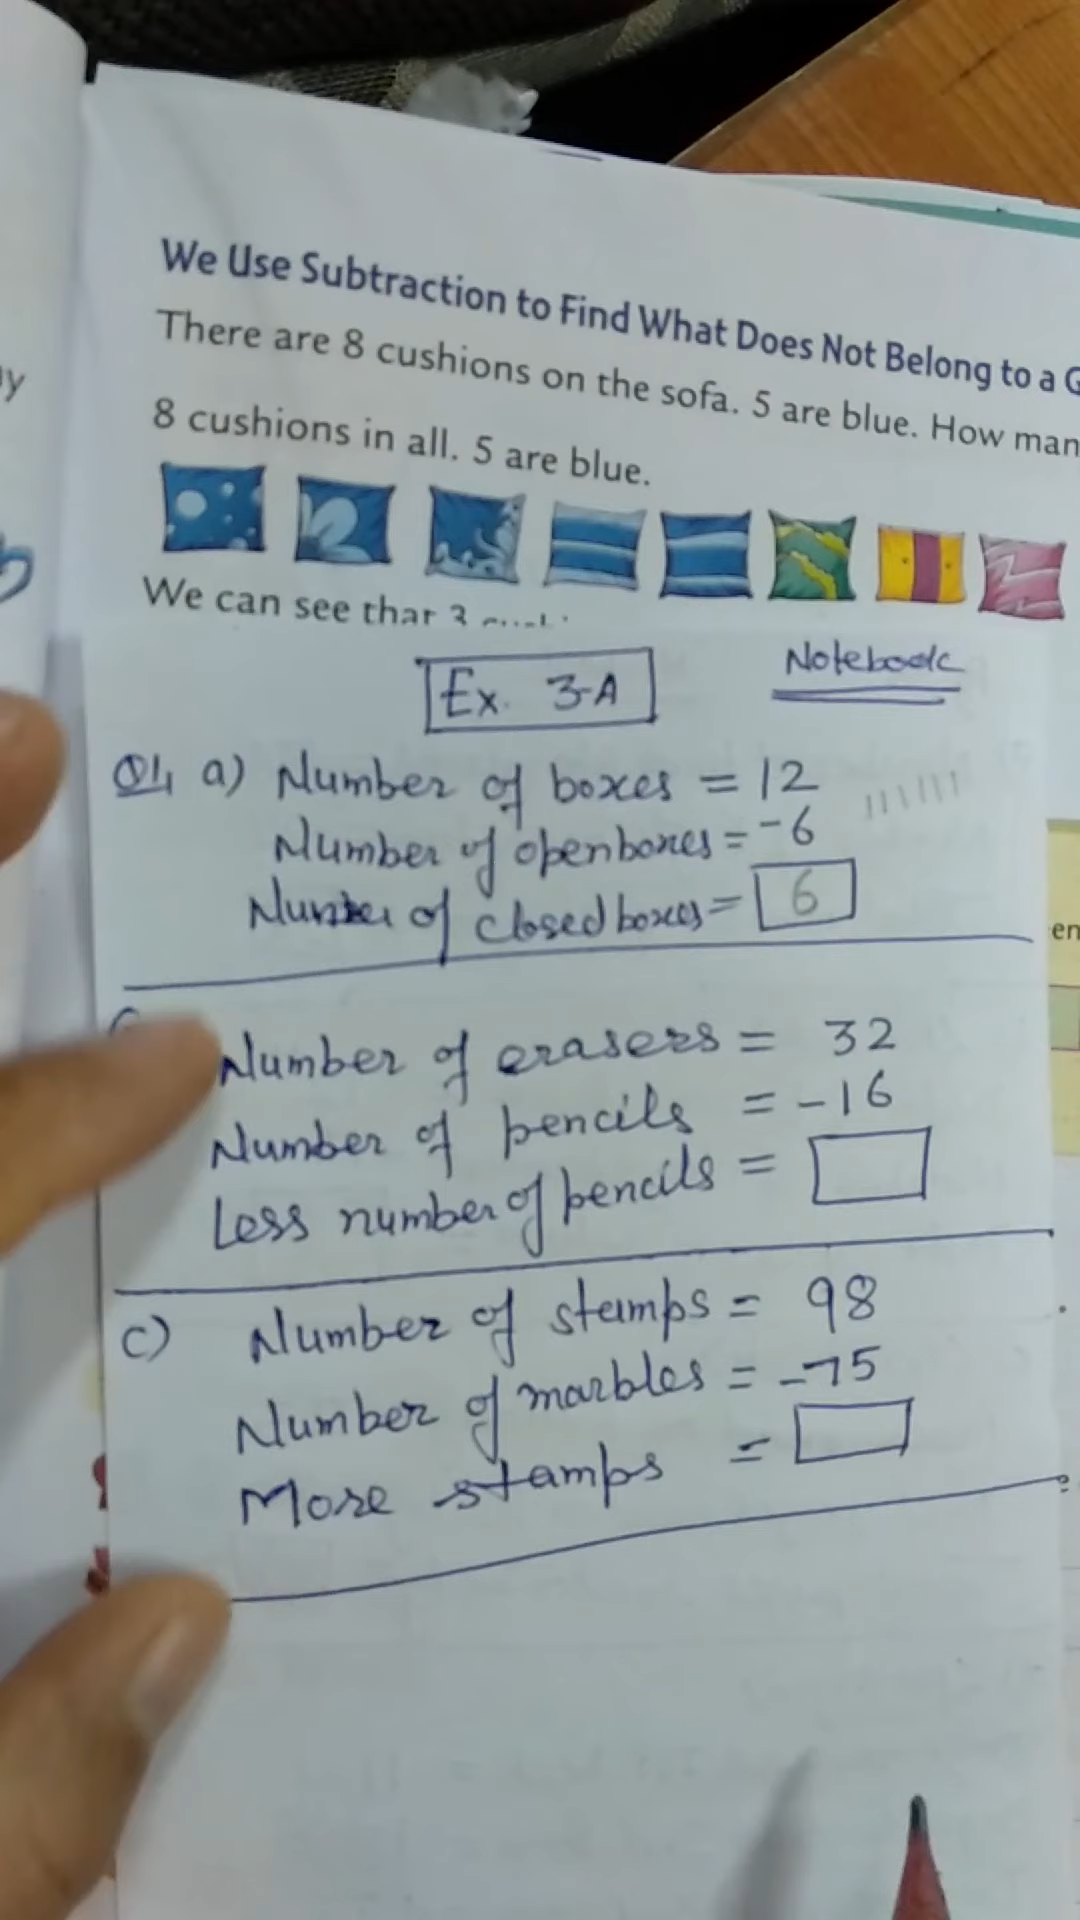 We Use Subtraction to Find What Does Not Belong to a
There are 8 cushions on the sofa. 5 are blue. How man
8 cushions in all. 5 are blue.
We can see that 3
Ex. 3-A
Notebook
Q1, a) Number of boxes = 12
Number of open boxes = -6
Number of closed boxes = 6
Number of erasers = 32
Number of pencils = -16
Less number of pencils =
c) Number of stamps = 98
Number of marbles = -75
More stamps =